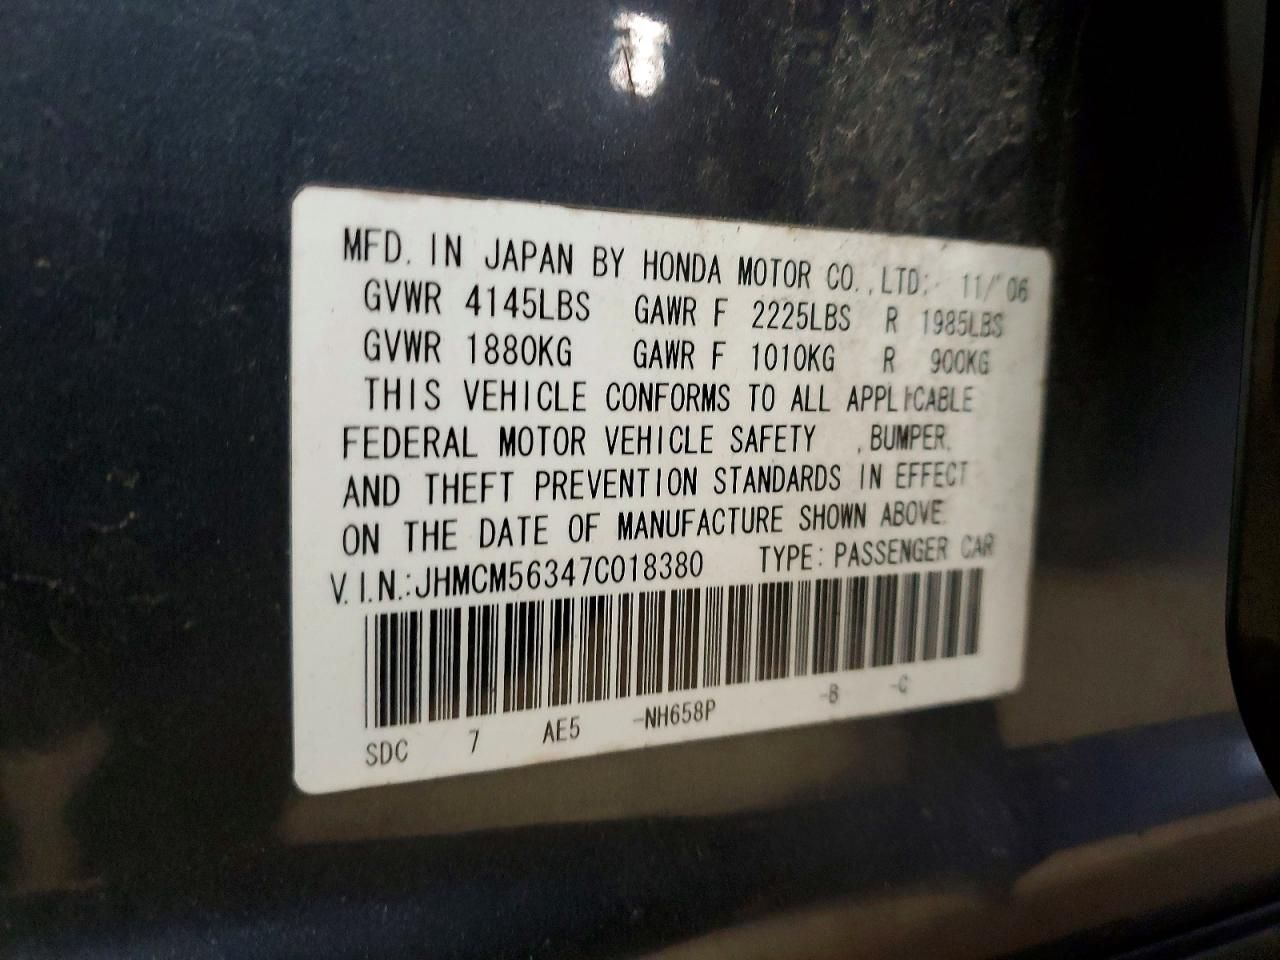 MFD. IN JAPAN BY HONDA MOTOR CO.,LTD. 11/'06
GVWR 4145LBS GAWR F 2225LBS R 1985LBS
GVWR 1880KG GAWR F 1010KG R 900KG
THIS VEHICLE CONFORMS TO ALL APPLICABLE
FEDERAL MOTOR VEHICLE SAFETY ,BUMPER,
AND THEFT PREVENTION STANDARDS IN EFFECT
ON THE DATE OF MANUFACTURE SHOWN ABOVE.
V.I.N.:JHMCM56347C018380 TYPE: PASSENGER CAR
SDC 7 AE5 -NH658P -B -C